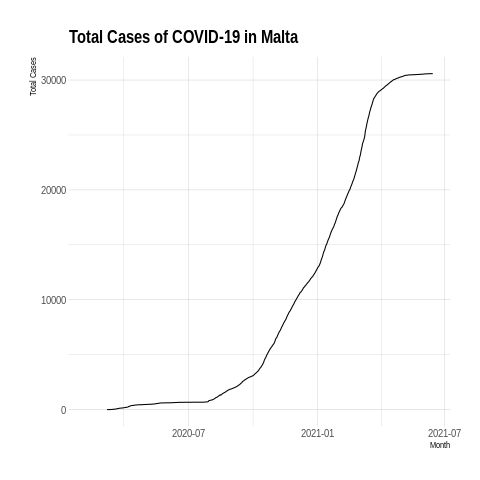 Total Cases of COVID-19 in Malta
Total Cases
30000
20000
10000
0
2020-07
2021-01
2021-07
Month